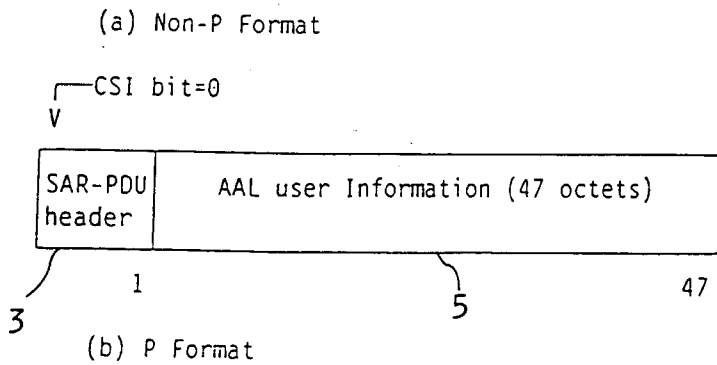 (a) Non-P Format
CSI bit=0
V
SAR-PDU header
AAL user Information (47 octets)
1
47
3
5
(b) P Format